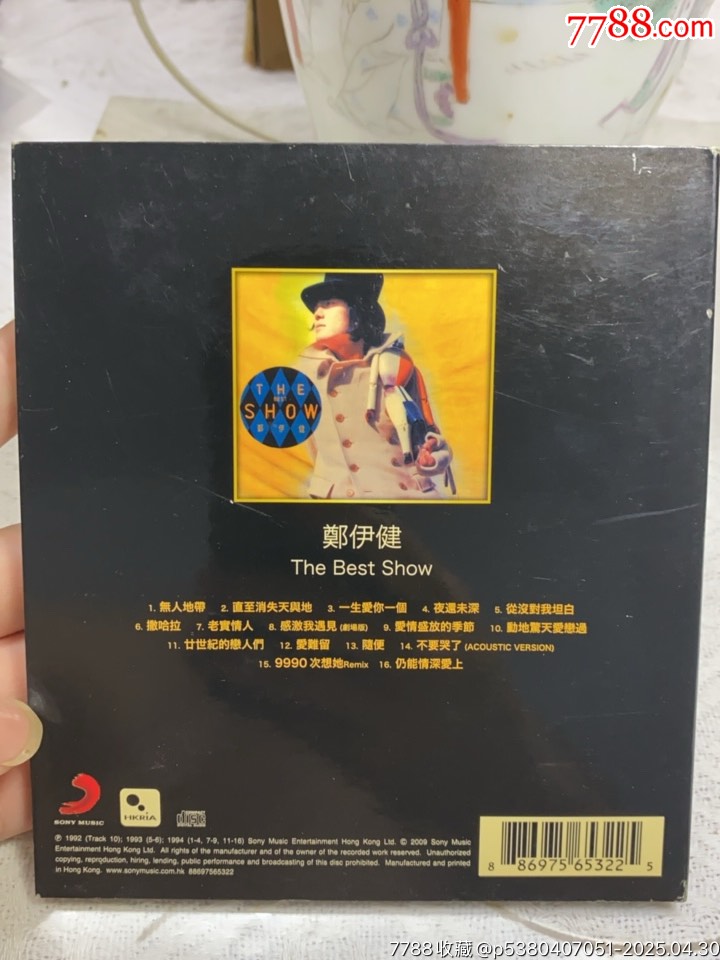 7788.com
THE
BEST
SHOW
鄭伊健
鄭伊健
The Best Show
1. 無人地帶 2. 直至消失天與地 3. 一生愛你一個 4. 夜還未深 5. 從沒對我坦白
6. 撒哈拉 7. 老實情人 8. 感激我遇見 (劇場版) 9. 愛情盛放的季節 10. 動地驚天愛戀過
11. 廿世紀的戀人們 12. 愛難留 13. 隨便 14. 不要哭了 (ACOUSTIC VERSION)
15. 9990次想她Remix 16. 仍能情深愛上
SONY MUSIC
HKRIA
℗ 1992 (Track 10); 1993 (5-6); 1994 (1-4, 7-9, 11-16) Sony Music Entertainment Hong Kong Ltd. © 2009 Sony Music
Entertainment Hong Kong Ltd. All rights of the manufacturer and of the owner of the recorded work reserved. Unauthorized
copying, reproduction, hiring, lending, public performance and broadcasting of this disc prohibited. Manufactured and printed
in Hong Kong. www.sonymusic.com.hk 88697565322
8 86975 65322 5
7788收藏 @p5380407051-2025.04.30